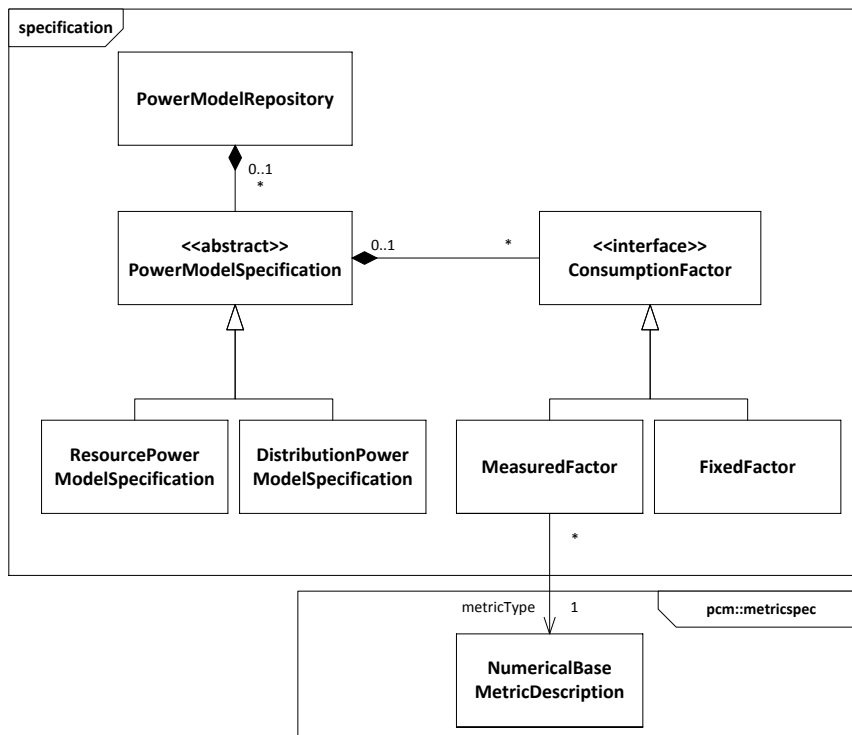 specification
PowerModelRepository
0..1
*
<<abstract>>
PowerModelSpecification
0..1
*
<<interface>>
ConsumptionFactor
ResourcePower
ModelSpecification
DistributionPower
ModelSpecification
MeasuredFactor
FixedFactor
*
metricType
1
pcm::metricspec
NumericalBase
MetricDescription